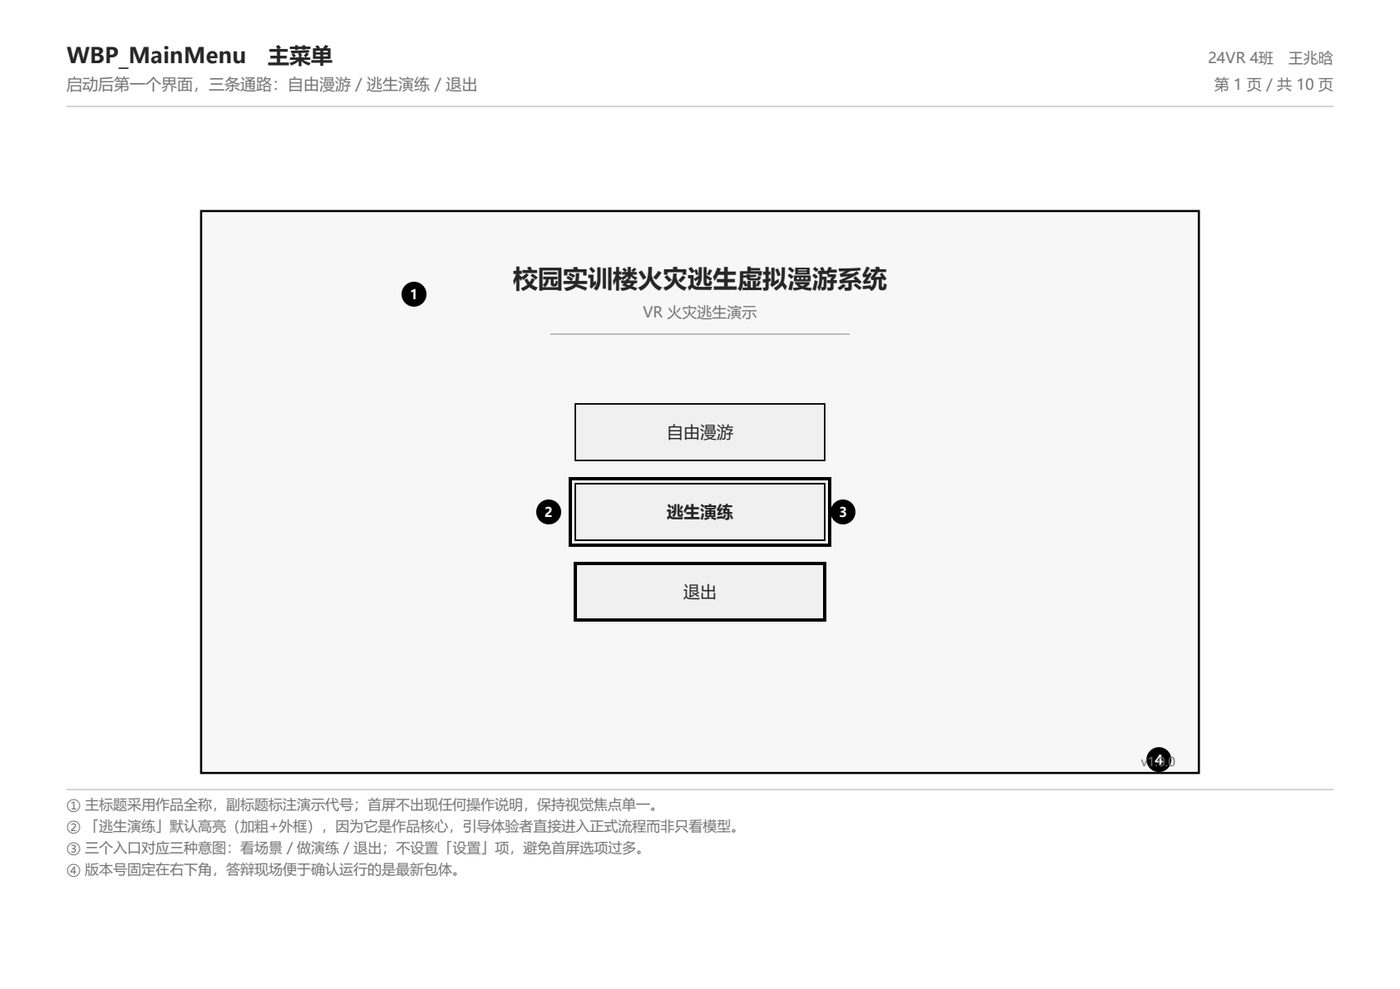 WBP_MainMenu 主菜单
24VR 4班 王兆晗
启动后第一个界面，三条通路：自由漫游 / 逃生演练 / 退出
第 1 页 / 共 10 页
校园实训楼火灾逃生虚拟漫游系统
1
VR 火灾逃生演示
自由漫游
2
逃生演练
3
退出
4
① 主标题采用作品全称，副标题标注演示代号；首屏不出现任何操作说明，保持视觉焦点单一。
② 「逃生演练」默认高亮（加粗+外框），因为它是作品核心，引导体验者直接进入正式流程而非只看模型。
③ 三个入口对应三种意图：看场景 / 做演练 / 退出；不设置「设置」项，避免首屏选项过多。
④ 版本号固定在右下角，答辩现场便于确认运行的是最新包体。